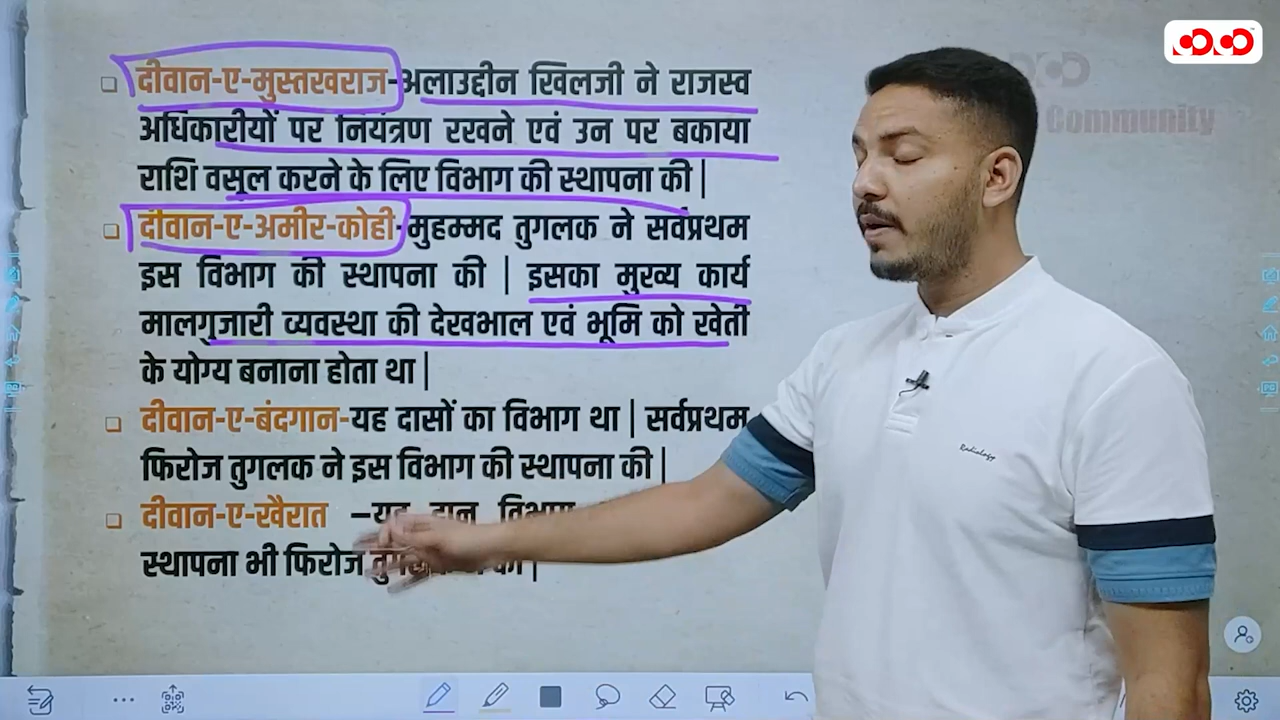 दीवान-ए-मुस्तखराज-अलाउद्दीन खिलजी ने राजस्व
Community
अधिकारीयों पर नियंत्रण रखने एवं उन पर बकाया
राशि वसूल करने के लिए विभाग की स्थापना की |
दीवान-ए-अमीर-कोही-मुहम्मद तुगलक ने सर्वप्रथम
इस विभाग की स्थापना की | इसका मुख्य कार्य
मालगुजारी व्यवस्था की देखभाल एवं भूमि को खेती
के योग्य बनाना होता था |
दीवान-ए-बंदगान-यह दासों का विभाग था | सर्वप्रथम
फिरोज तुगलक ने इस विभाग की स्थापना की |
Radiology
दीवान-ए-खैरात –यह दान विभाग
स्थापना भी फिरोज की |